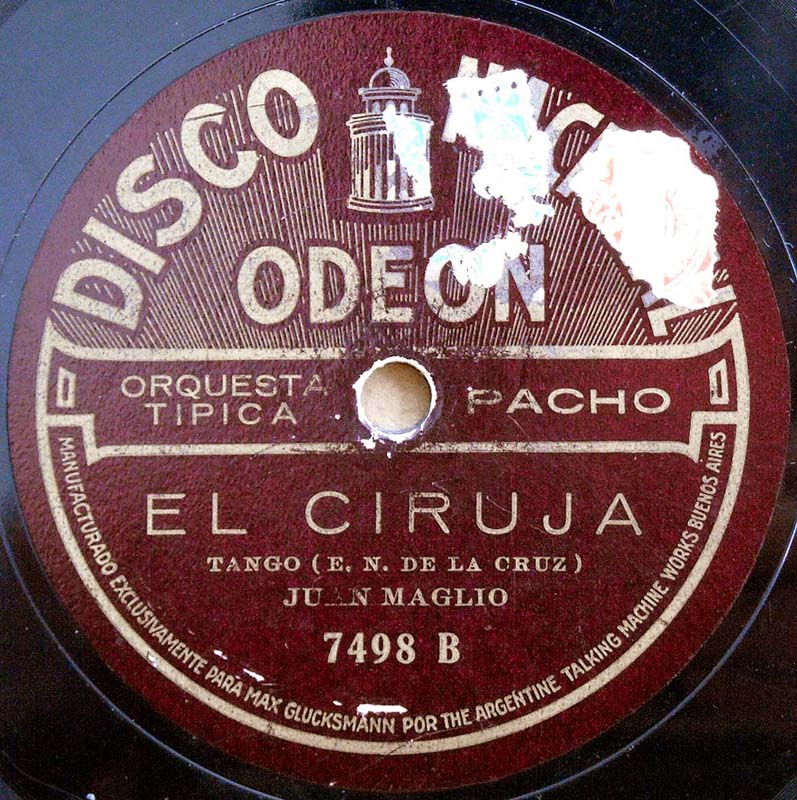 DISCO
ODEON
ORQUESTA
TIPICA
PACHO
EL CIRUJA
TANGO (E. N. DE LA CRUZ)
JUAN MAGLIO
7498 B
MANUFACTURADO EXCLUSIVAMENTE PARA MAX GLUCKSMANN POR THE ARGENTINE TALKING MACHINE WORKS BUENOS AIRES